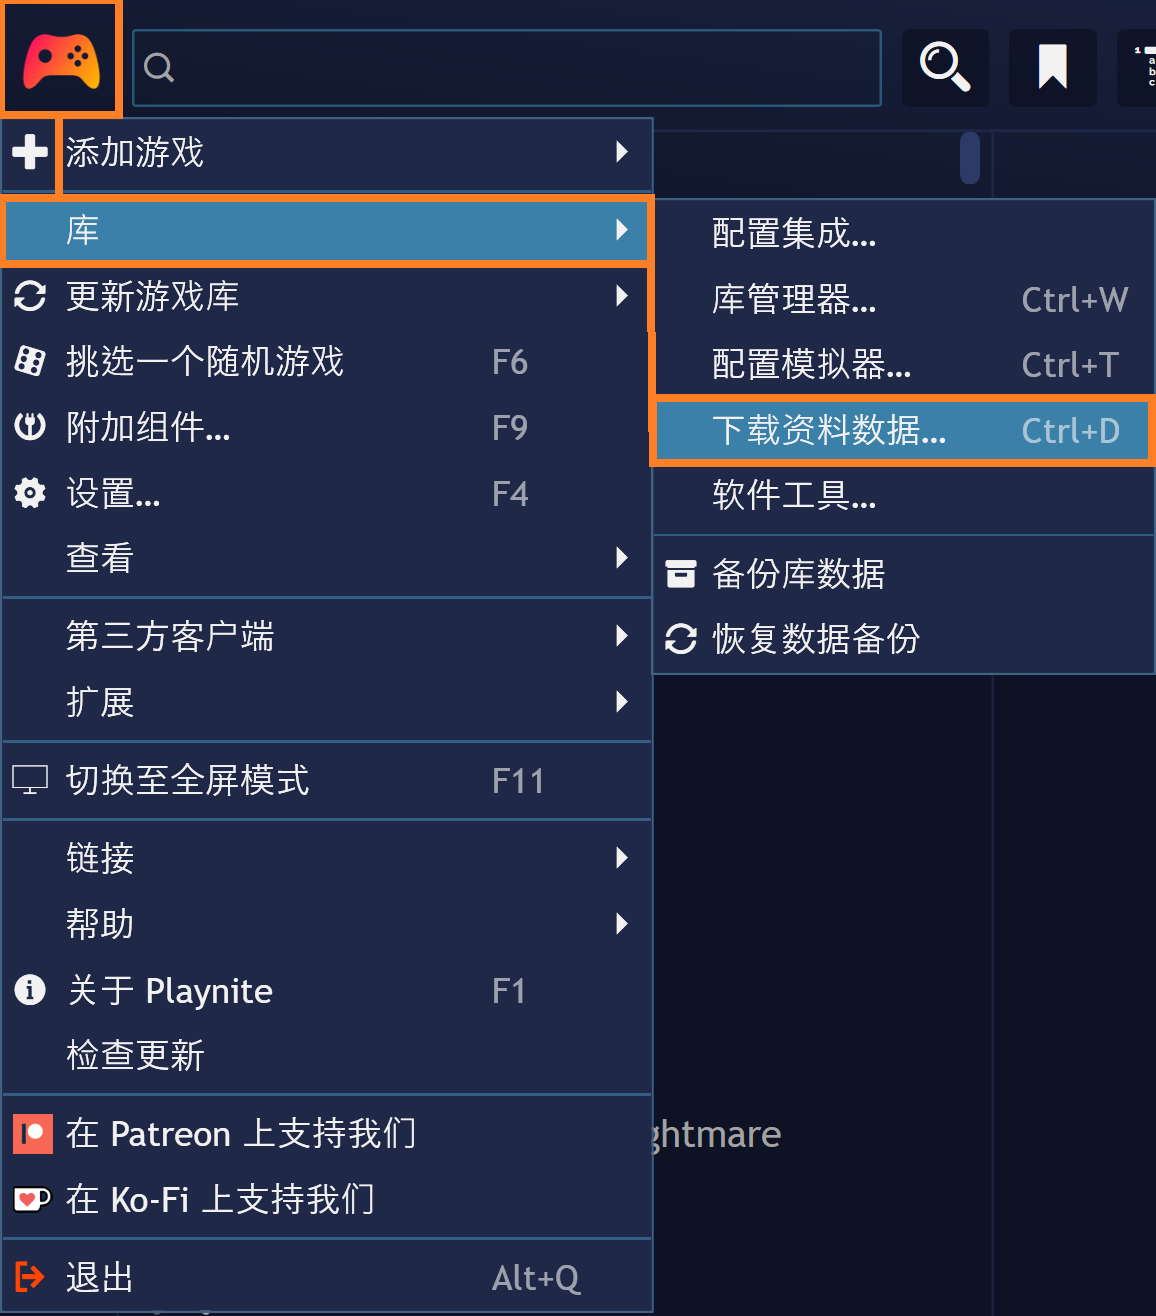 添加游戏
库
更新游戏库
挑选一个随机游戏 F6
附加组件... F9
设置... F4
查看
第三方客户端
扩展
切换至全屏模式 F11
链接
帮助
关于 Playnite F1
检查更新
在 Patreon 上支持我们
在 Ko-Fi 上支持我们
退出 Alt+Q
配置集成...
库管理器... Ctrl+W
配置模拟器... Ctrl+T
下载资料数据... Ctrl+D
软件工具...
备份库数据
恢复数据备份
ghtmare
1
a
b
c